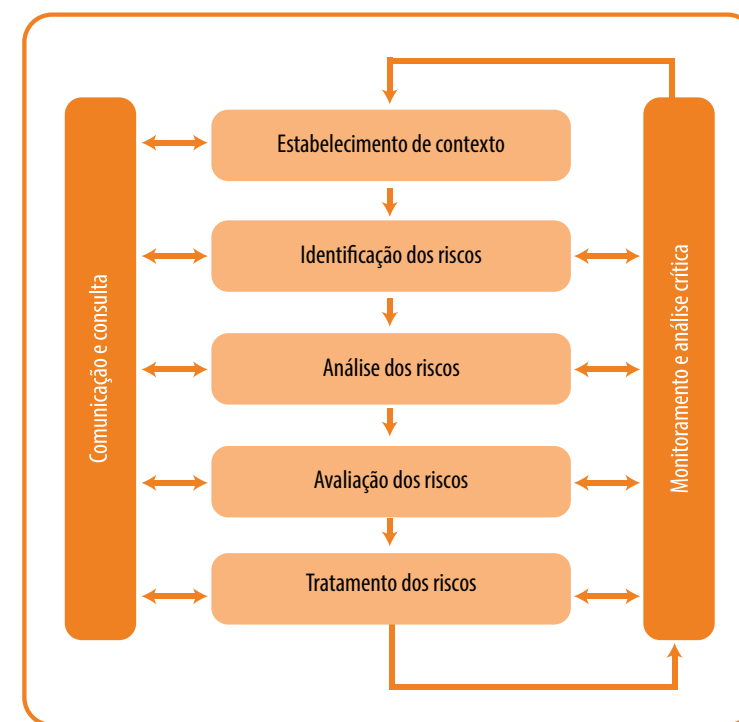 Comunicação e consulta
Estabelecimento de contexto
Identificação dos riscos
Análise dos riscos
Avaliação dos riscos
Tratamento dos riscos
Monitoramento e análise crítica